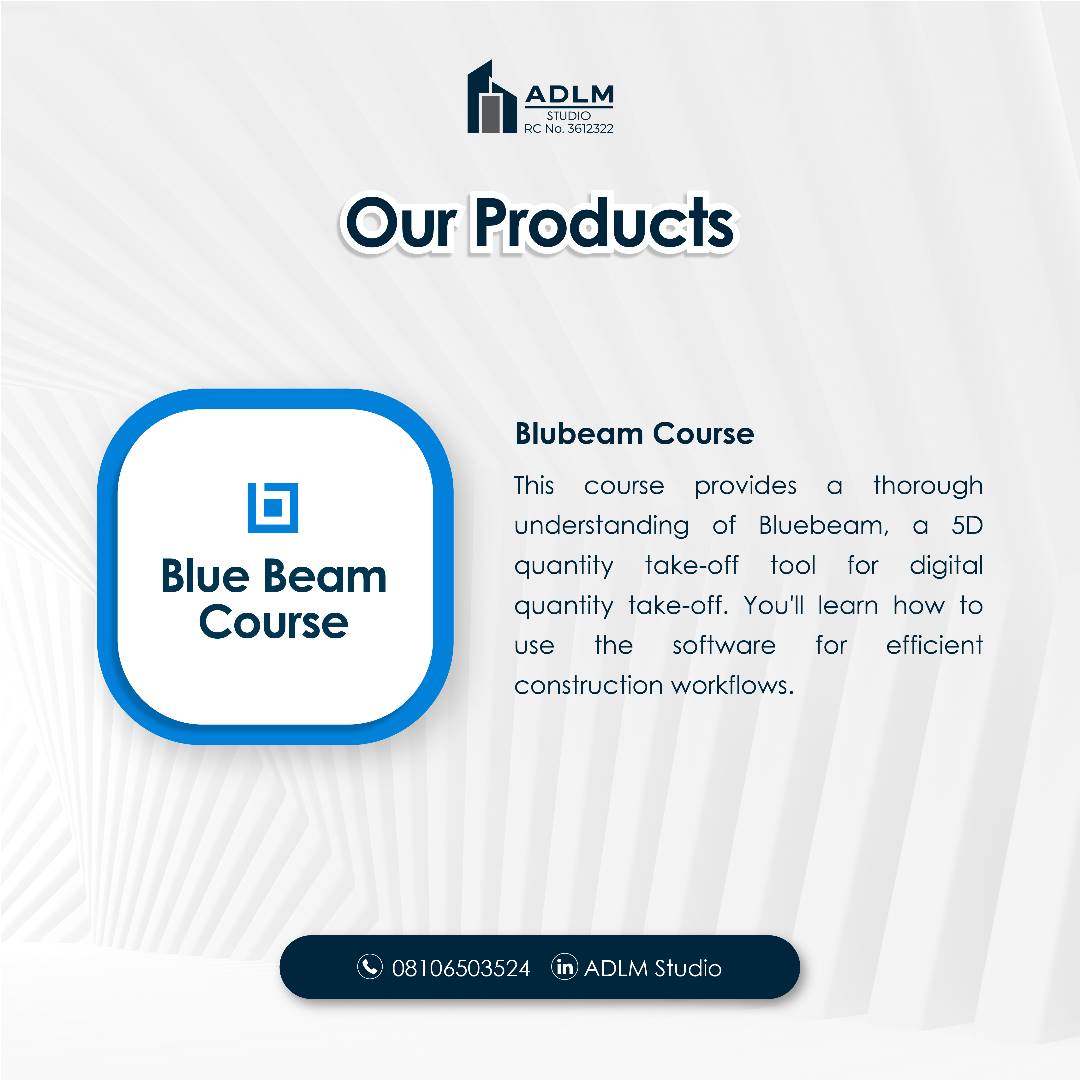 ADLM
STUDIO
RC No. 3612322
Our Products
Blue Beam
Course
Blubeam Course
This course provides a thorough
understanding of Bluebeam, a 5D
quantity take-off tool for digital
quantity take-off. You'll learn how to
use the software for efficient
construction workflows.
08106503524 in ADLM Studio